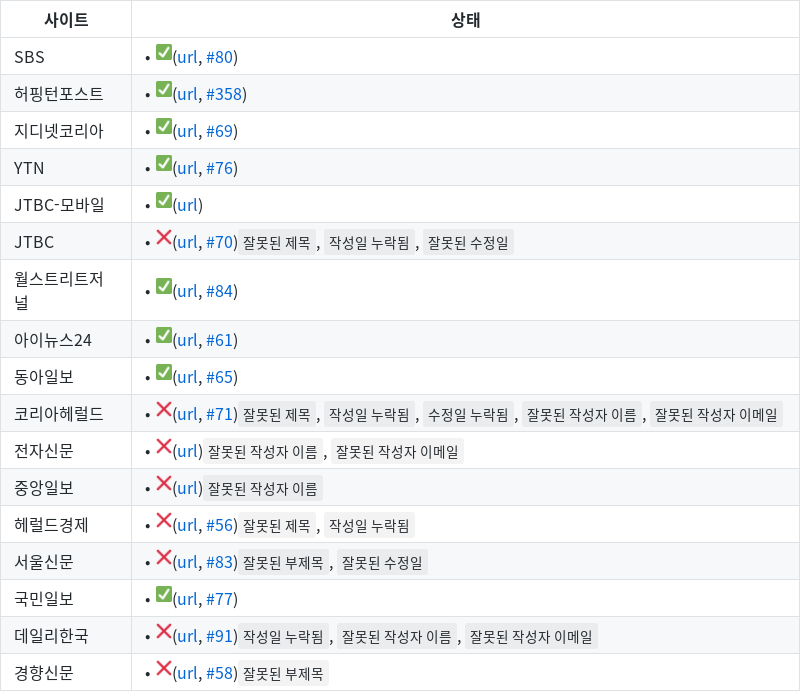 사이트 상태
SBS • ✅(url, #80)
허핑턴포스트 • ✅(url, #358)
지디넷코리아 • ✅(url, #69)
YTN • ✅(url, #76)
JTBC-모바일 • ✅(url)
JTBC • ❌(url, #70) 잘못된 제목 , 작성일 누락됨 , 잘못된 수정일
월스트리트저
널 • ✅(url, #84)
아이뉴스24 • ✅(url, #61)
동아일보 • ✅(url, #65)
코리아헤럴드 • ❌(url, #71) 잘못된 제목 , 작성일 누락됨 , 수정일 누락됨 , 잘못된 작성자 이름 , 잘못된 작성자 이메일
전자신문 • ❌(url) 잘못된 작성자 이름 , 잘못된 작성자 이메일
중앙일보 • ❌(url) 잘못된 작성자 이름
헤럴드경제 • ❌(url, #56) 잘못된 제목 , 작성일 누락됨
서울신문 • ❌(url, #83) 잘못된 부제목 , 잘못된 수정일
국민일보 • ✅(url, #77)
데일리한국 • ❌(url, #91) 작성일 누락됨 , 잘못된 작성자 이름 , 잘못된 작성자 이메일
경향신문 • ❌(url, #58) 잘못된 부제목